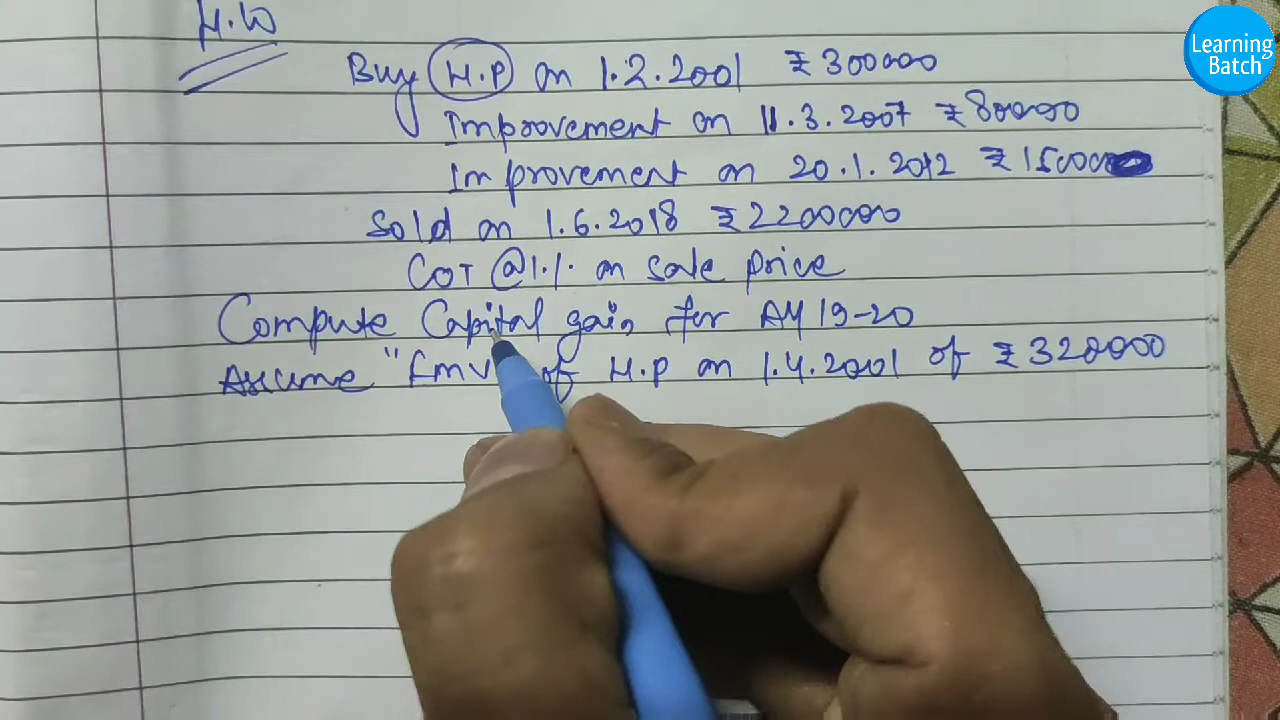 H.W
Learning
Batch
Buy H.P on 1.2.2001 ₹300000
Improvement on 11.3.2007 ₹80000
Improvement on 20.1.2012 ₹150000
Sold on 1.6.2018 ₹2200000
COT @1% on sale price
Compute Capital gain for AY 19-20
Assume "fmv of H.P on 1.4.2001 of ₹320000